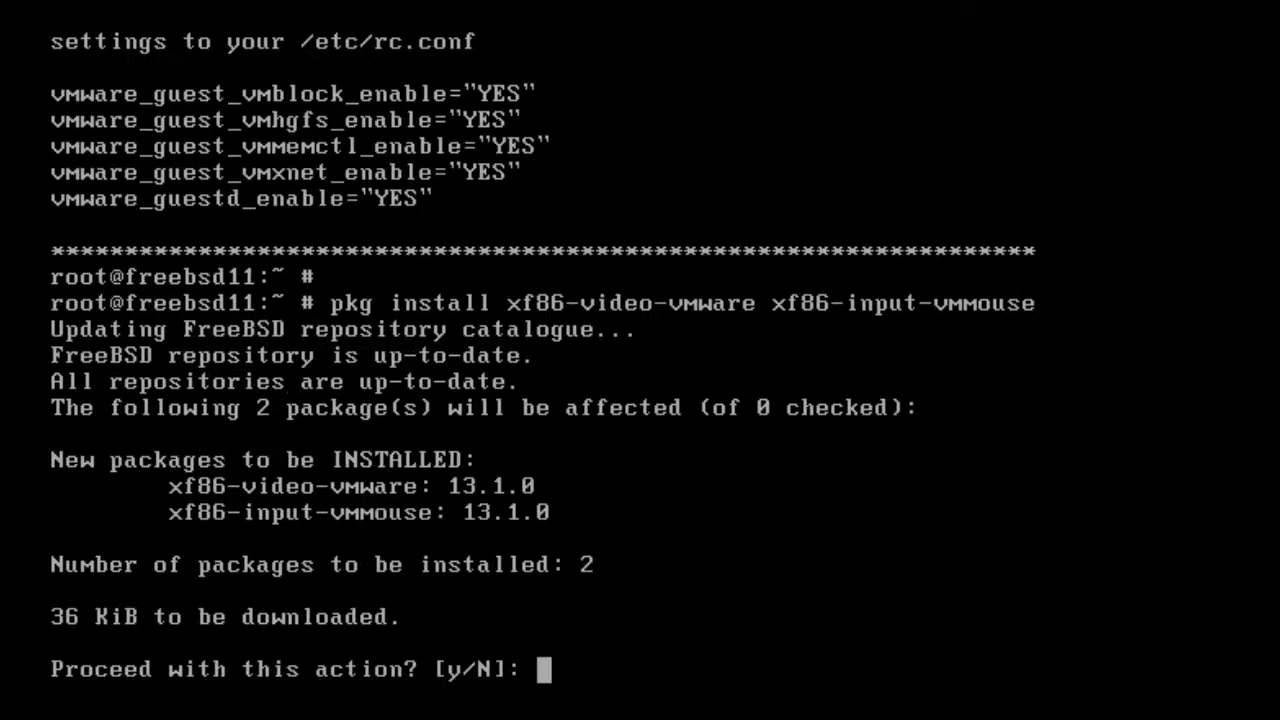 settings to your /etc/rc.conf
vmware_guest_vmblock_enable="YES"
vmware_guest_vmhgfs_enable="YES"
vmware_guest_vmmemctl_enable="YES"
vmware_guest_vmxnet_enable="YES"
vmware_guestd_enable="YES"
*******************************************************************
root@freebsd11:~ #
root@freebsd11:~ # pkg install xf86-video-vmware xf86-input-vmmouse
Updating FreeBSD repository catalogue...
FreeBSD repository is up-to-date.
All repositories are up-to-date.
The following 2 package(s) will be affected (of 0 checked):
New packages to be INSTALLED:
xf86-video-vmware: 13.1.0
xf86-input-vmmouse: 13.1.0
Number of packages to be installed: 2
36 KiB to be downloaded.
Proceed with this action? [y/N]: